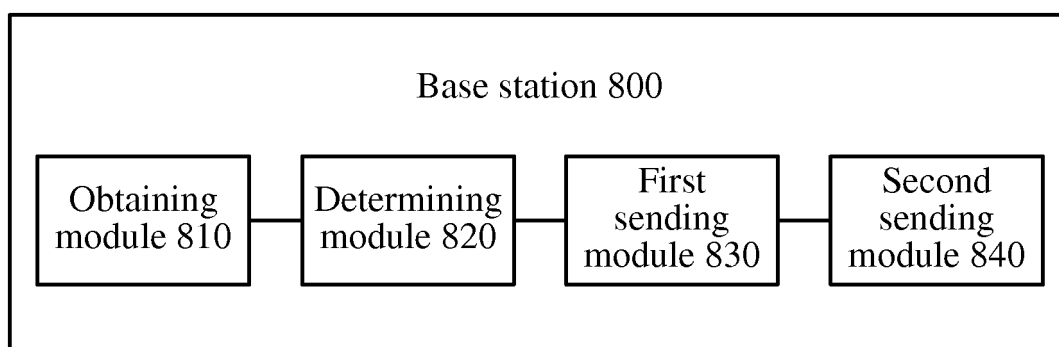 Base station 800
Obtaining
module 810
Determining
module 820
First
sending
module 830
Second
sending
module 840